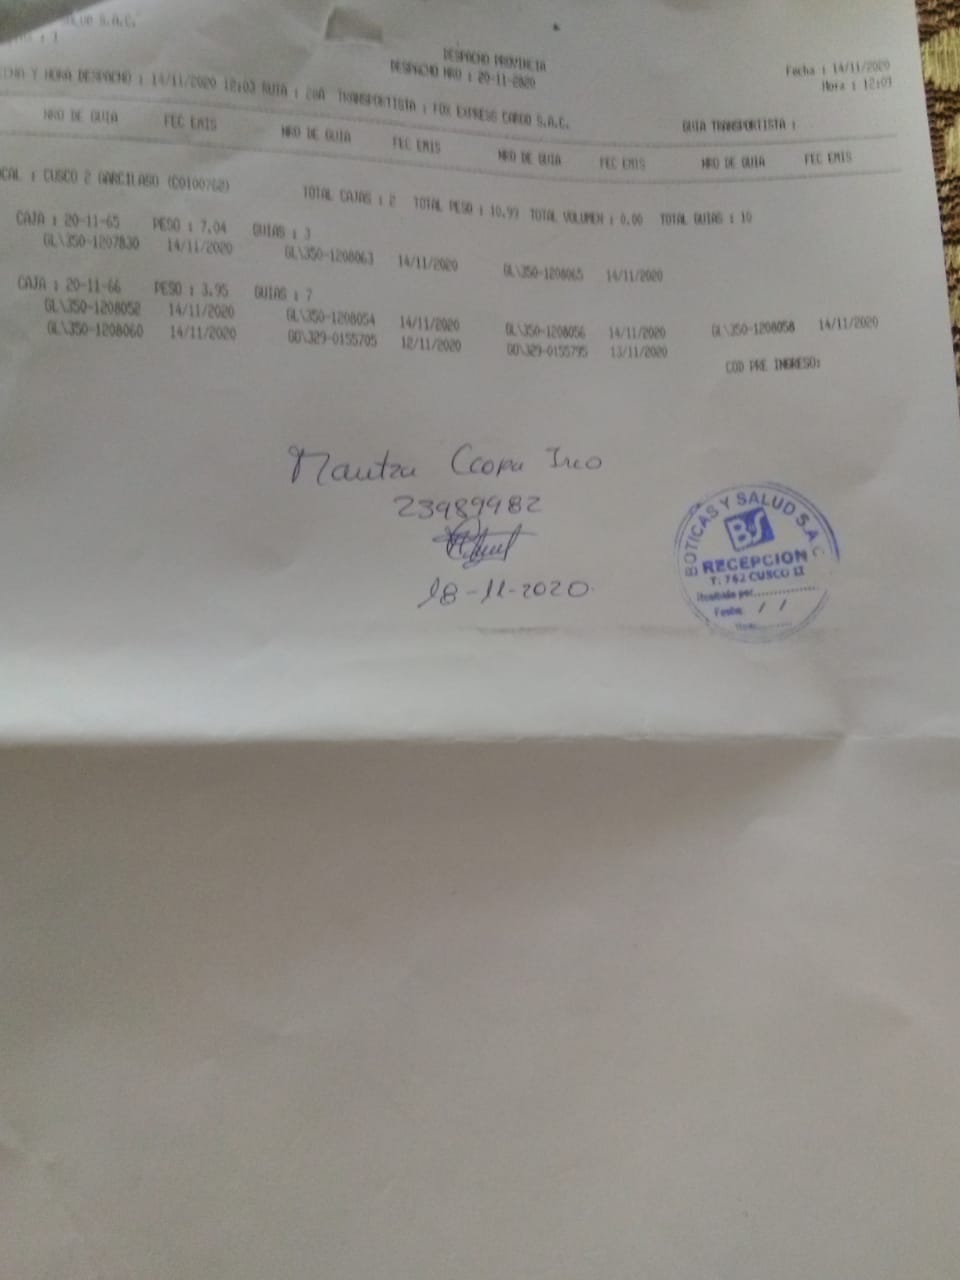 LUD S.A.C.
: 1
DESPACHO PROVINCIA
DESPACHO NRO : 20-11-2020
Fecha : 14/11/2020
Hora : 12:03
Y HORA DESPACHO : 14/11/2020 12:03 RUTA : 20A TRANSPORTISTA : FOX EXPRESS CARGO S.A.C.
GUIA TRANSPORTISTA :
NRO DE GUIA FEC EMIS NRO DE GUIA FEC EMIS NRO DE GUIA FEC EMIS NRO DE GUIA FEC EMIS
OCAL : CUSCO 2 GARCILASO (C0100762) TOTAL CAJAS : 2 TOTAL PESO : 10.99 TOTAL VOLUMEN : 0.00 TOTAL GUIAS : 10
CAJA : 20-11-65 PESO : 7.04 GUIAS : 3
GL\350-1207830 14/11/2020 GL\350-1208063 14/11/2020 GL\350-1208065 14/11/2020
CAJA : 20-11-66 PESO : 3.95 GUIAS : 7
GL\350-1208052 14/11/2020 GL\350-1208054 14/11/2020 GL\350-1208056 14/11/2020 GL\350-1208058 14/11/2020
GL\350-1208060 14/11/2020 GO\329-0155705 12/11/2020 GO\329-0155795 13/11/2020
COD PRE INGRESO:
Ccopa
23989982
18-11-2020
BOTICAS Y SALUD S.A.C.
BS
RECEPCION
T. 762 CUSCO II
Recibido por
Fecha: / /